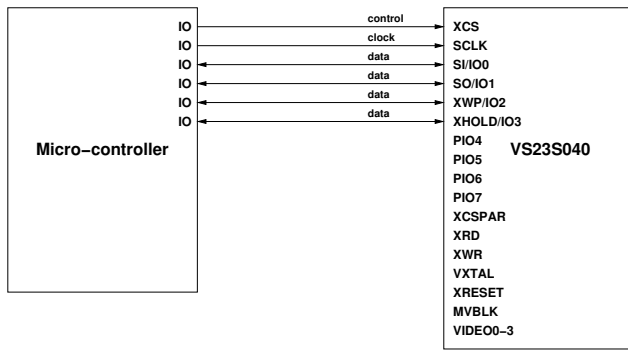 IO control XCS
IO clock SCLK
IO data SI/IO0
IO data SO/IO1
IO data XWP/IO2
IO data XHOLD/IO3
PIO4
Micro-controller VS23S040
PIO5
PIO6
PIO7
XCSPAR
XRD
XWR
VXTAL
XRESET
MVBLK
VIDEO0-3